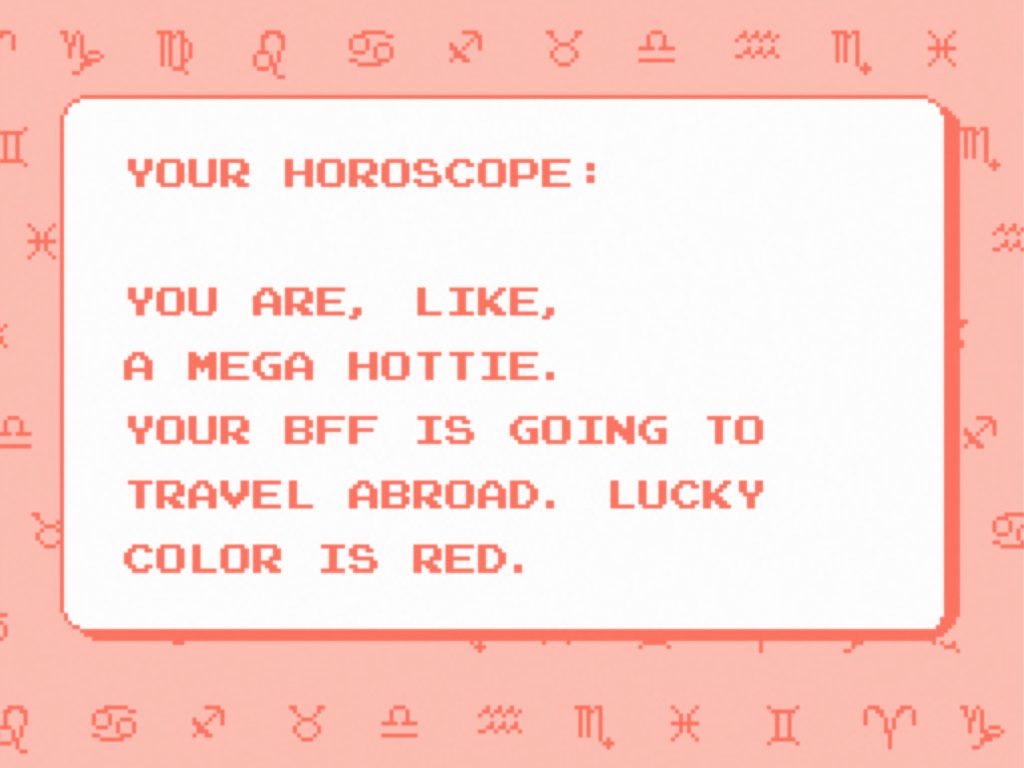 YOUR HOROSCOPE:
YOU ARE, LIKE,
A MEGA HOTTIE.
YOUR BFF IS GOING TO
TRAVEL ABROAD. LUCKY
COLOR IS RED.